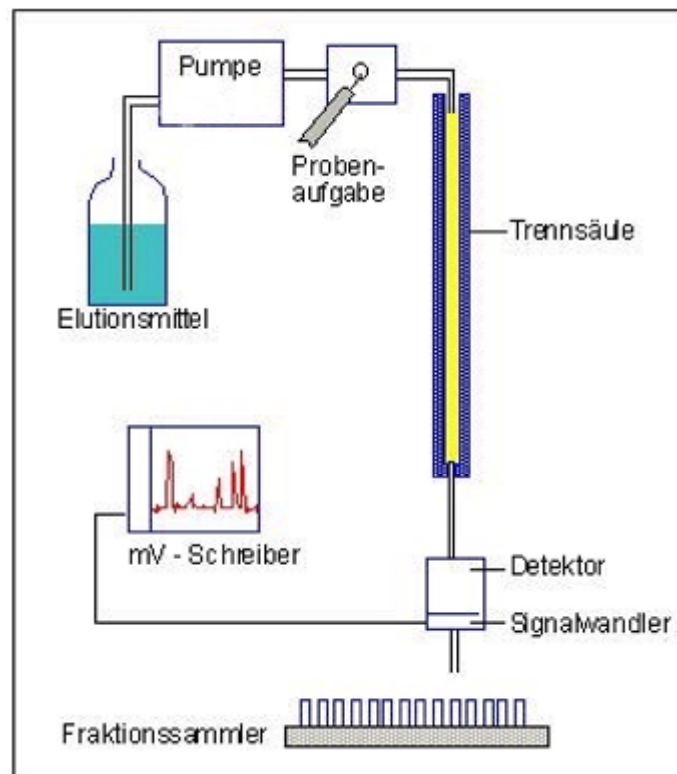 Pumpe
Proben-
aufgabe
Trennsäule
Elutionsmittel
mV - Schreiber
Detektor
Signalwandler
Fraktionssammler